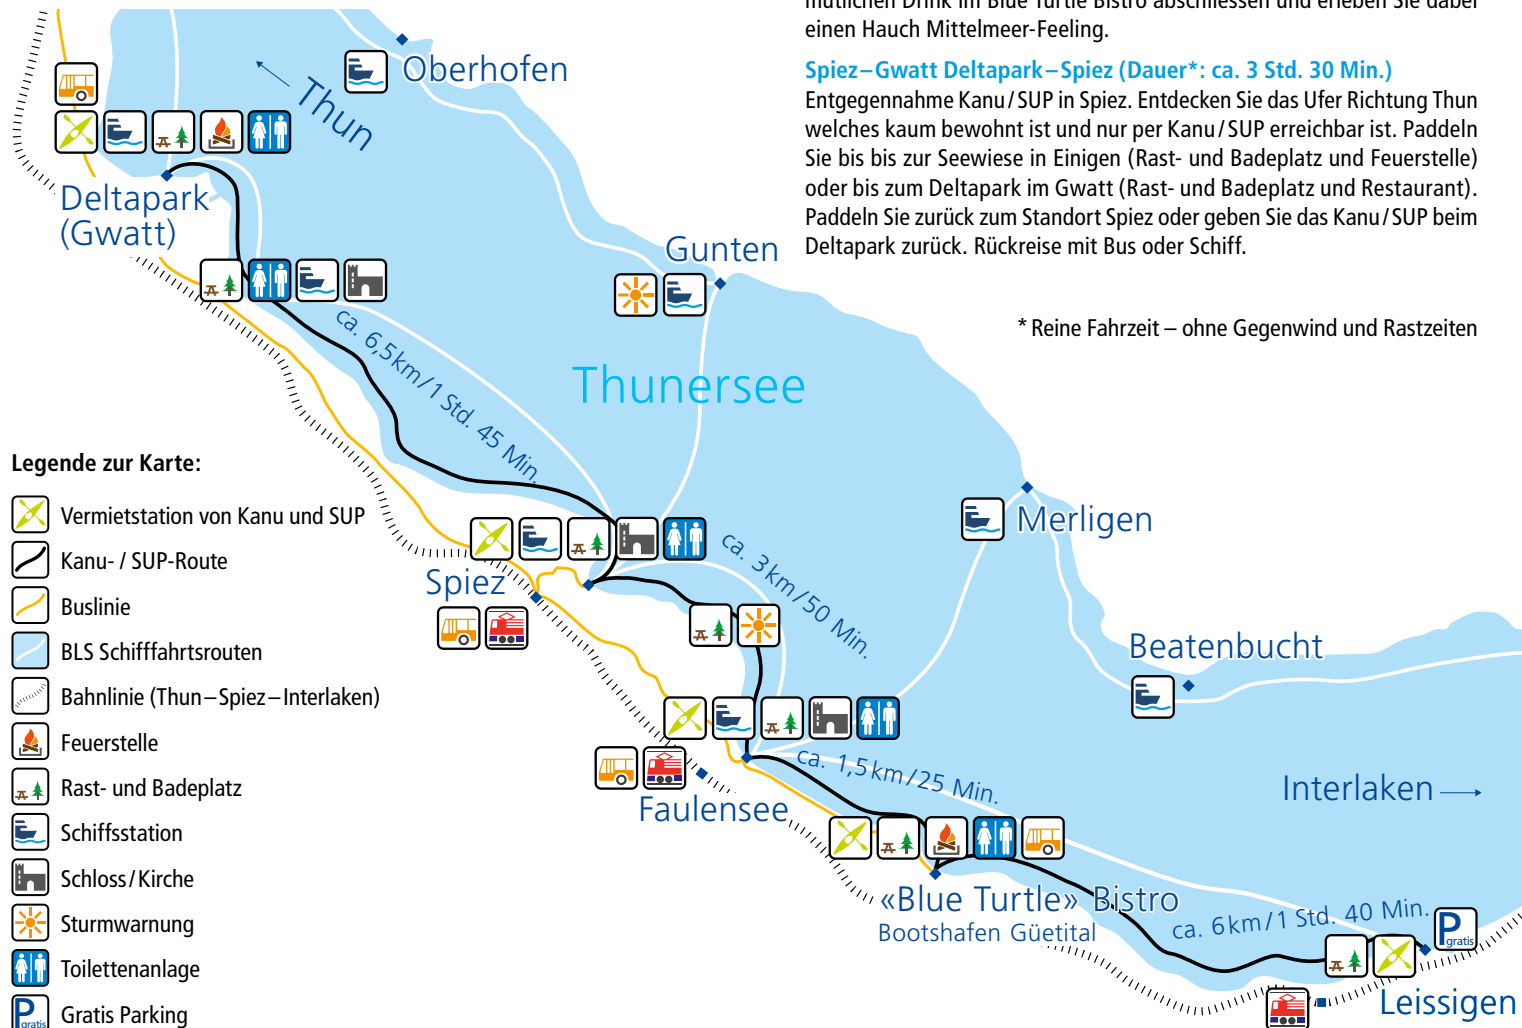 mütlichen Drink im Blue Turtle Bistro abschliessen und erleben Sie dabei
einen Hauch Mittelmeer-Feeling.
Spiez–Gwatt Deltapark–Spiez (Dauer*: ca. 3 Std. 30 Min.)
Entgegennahme Kanu/SUP in Spiez. Entdecken Sie das Ufer Richtung Thun
welches kaum bewohnt ist und nur per Kanu/SUP erreichbar ist. Paddeln
Sie bis bis zur Seewiese in Einigen (Rast- und Badeplatz und Feuerstelle)
oder bis zum Deltapark im Gwatt (Rast- und Badeplatz und Restaurant).
Paddeln Sie zurück zum Standort Spiez oder geben Sie das Kanu/SUP beim
Deltapark zurück. Rückreise mit Bus oder Schiff.
* Reine Fahrzeit – ohne Gegenwind und Rastzeiten
Oberhofen
Thun
Deltapark
(Gwatt)
Gunten
ca. 6,5km/1 Std. 45 Min.
Thunersee
Merligen
Spiez
ca. 3km/50 Min.
Beatenbucht
Faulensee
ca. 1,5km/25 Min.
Interlaken
«Blue Turtle» Bistro
Bootshafen Güetital
ca. 6km/1 Std. 40 Min.
P
gratis
Leissigen
Legende zur Karte:
Vermietstation von Kanu und SUP
Kanu- / SUP-Route
Buslinie
BLS Schifffahrtsrouten
Bahnlinie (Thun–Spiez–Interlaken)
Feuerstelle
Rast- und Badeplatz
Schiffsstation
Schloss/Kirche
Sturmwarnung
Toilettenanlage
P
gratis
Gratis Parking